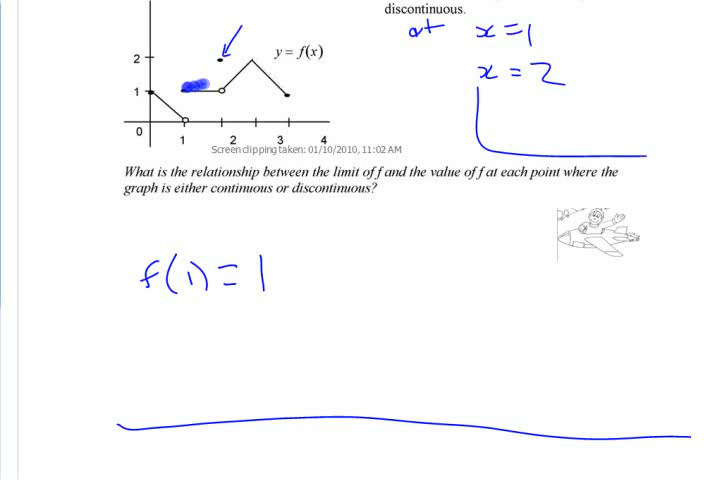 discontinuous.
at x=1
x = 2
2
y = f(x)
1
0 1 2 3 4
Screen clipping taken: 01/10/2010, 11:02 AM
What is the relationship between the limit of f and the value of f at each point where the
graph is either continuous or discontinuous?
f(1) = 1